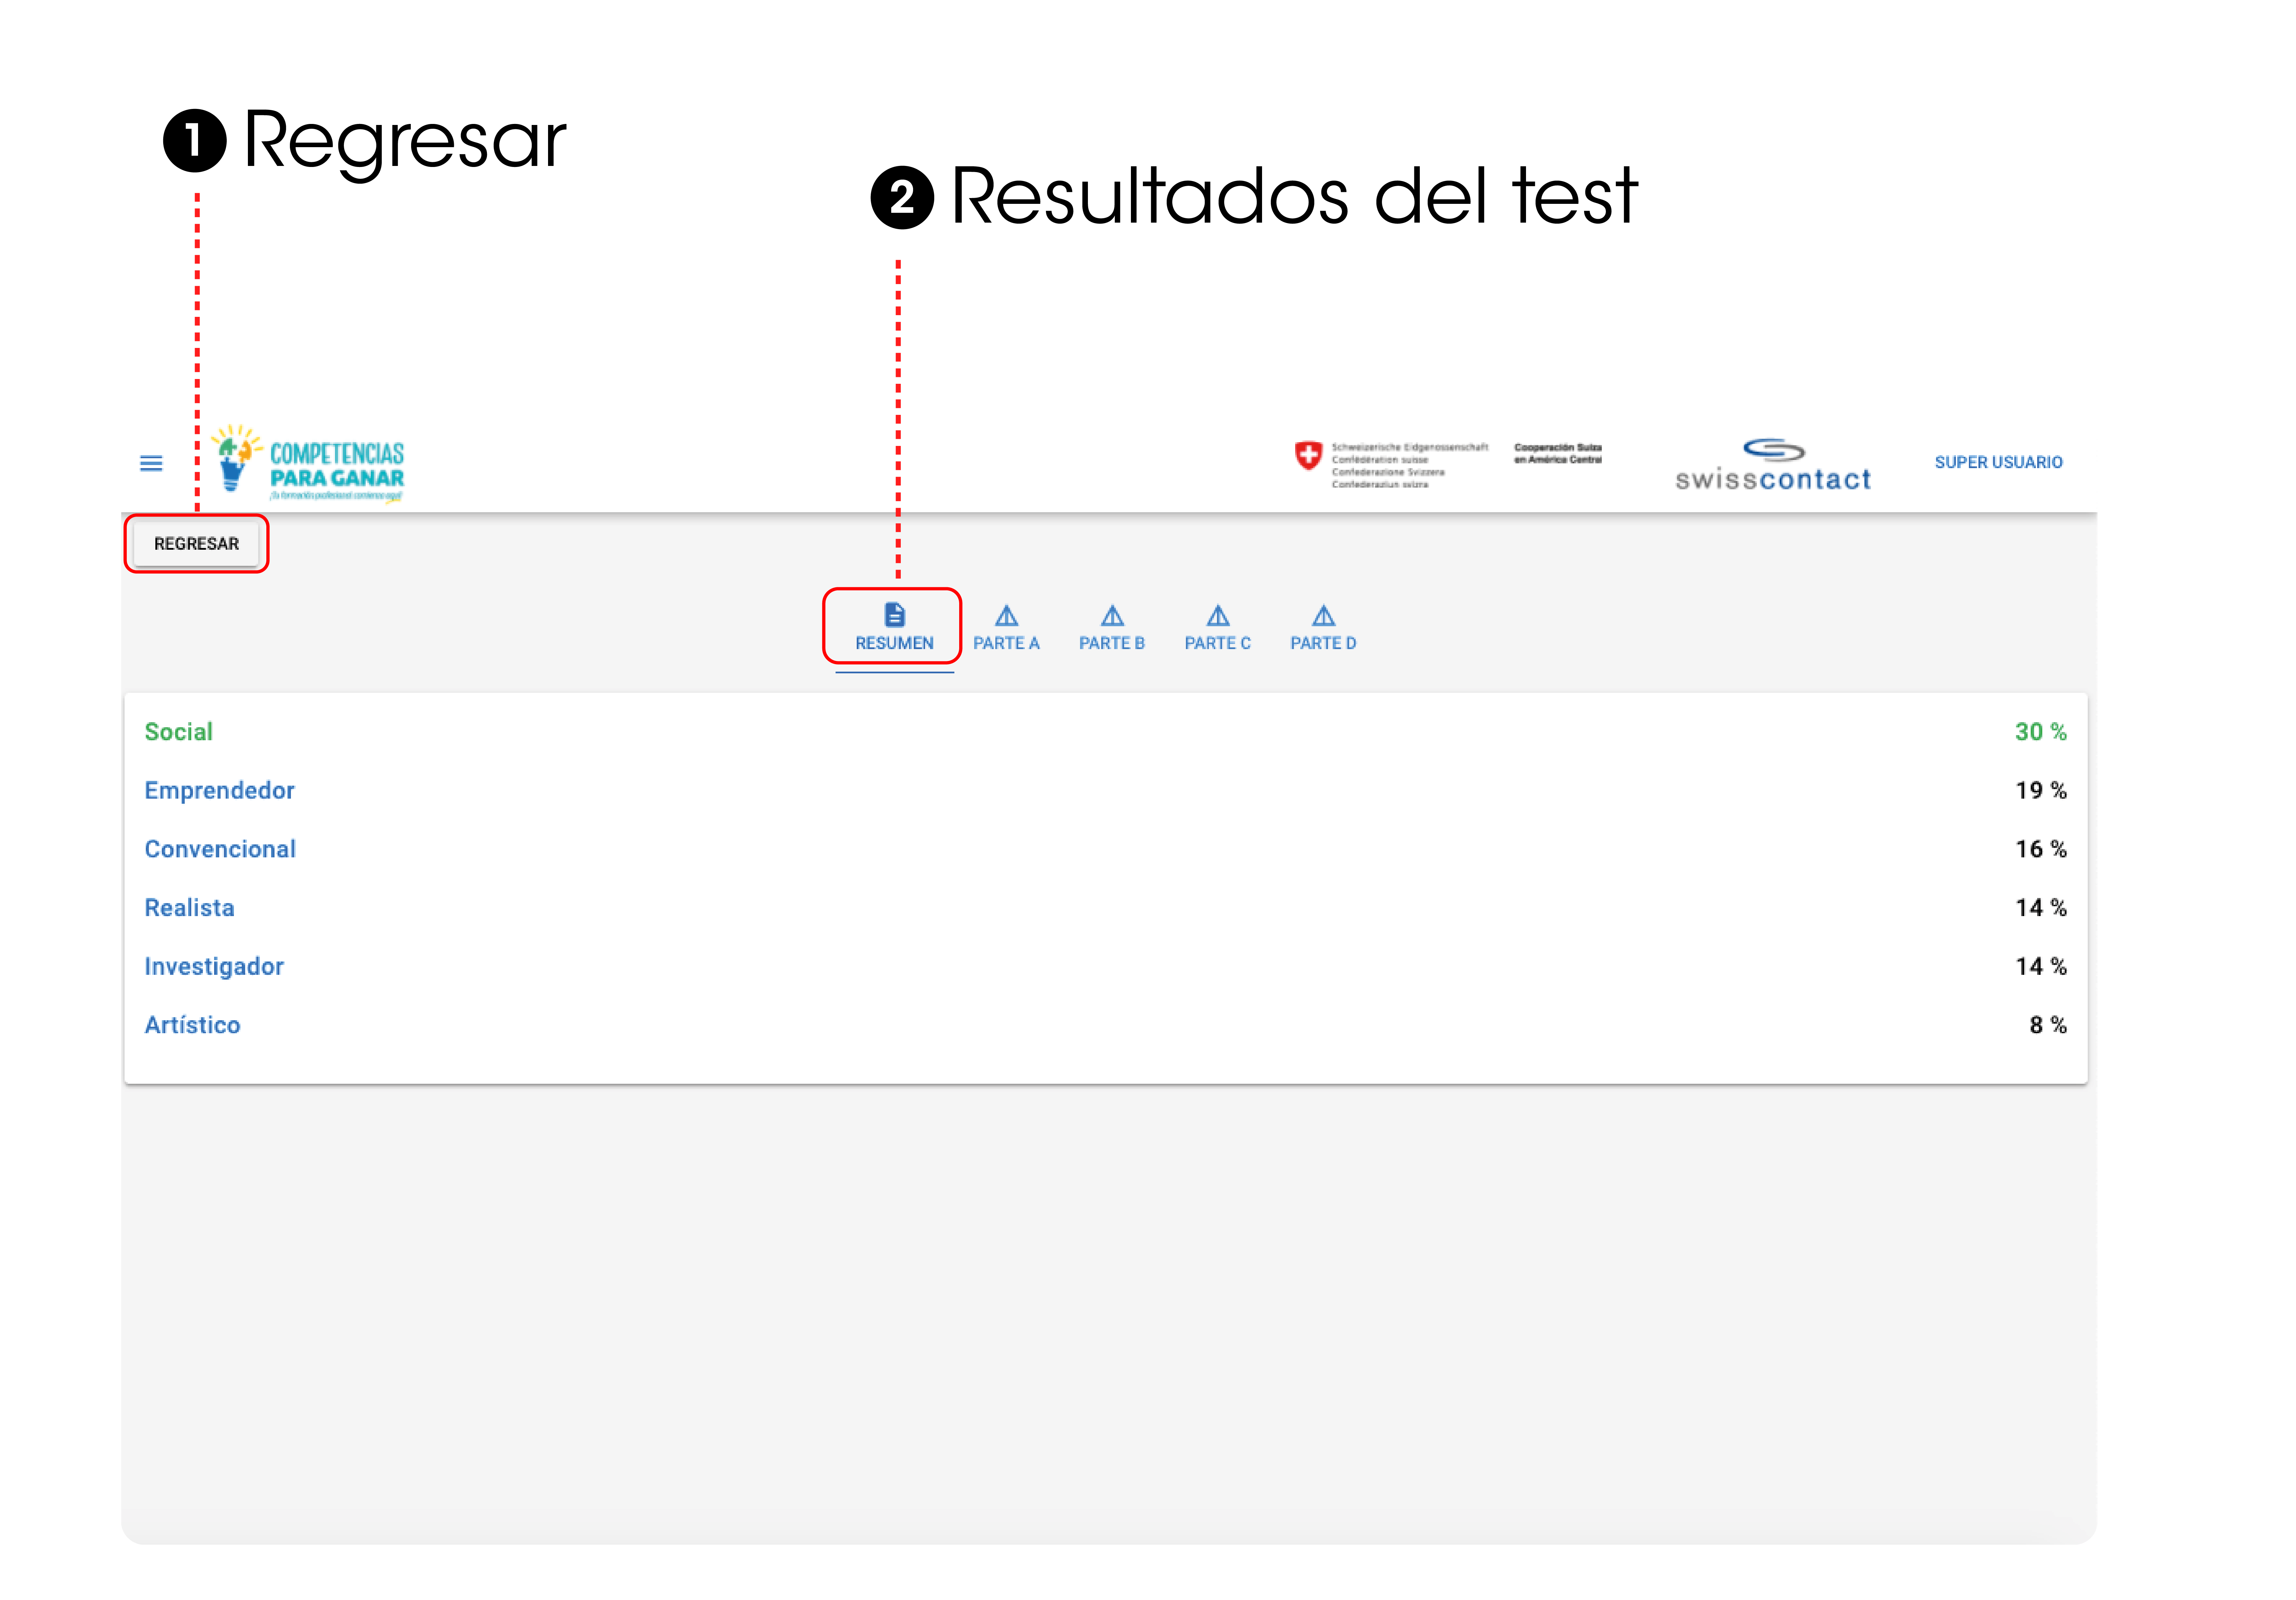 1 Regresar
2 Resultados del test
COMPETENCIAS
PARA GANAR
¡Tu formación profesional comienza aquí!
Schweizerische Eidgenossenschaft
Confédération suisse
Confederazione Svizzera
Confederaziun svizra
Cooperación Suiza
en América Central
swisscontact
SUPER USUARIO
REGRESAR
RESUMEN
PARTE A
PARTE B
PARTE C
PARTE D
Social 30 %
Emprendedor 19 %
Convencional 16 %
Realista 14 %
Investigador 14 %
Artístico 8 %